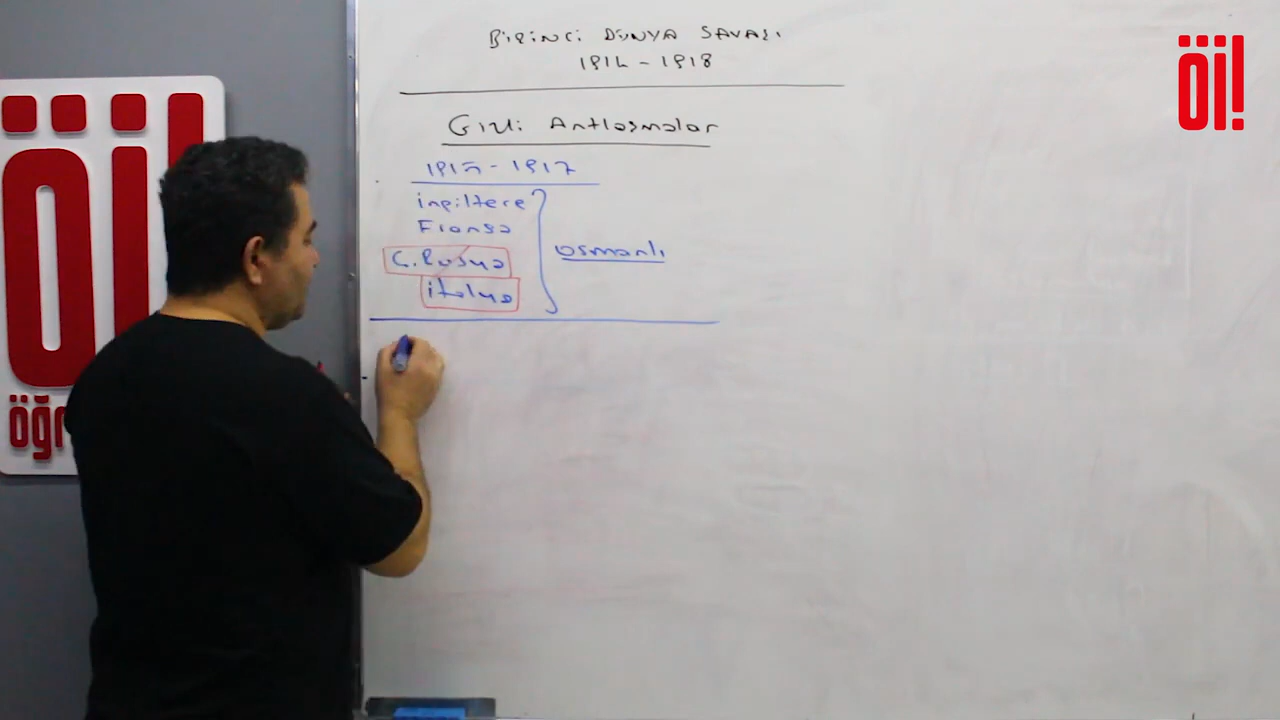 BİRİNCİ DÜNYA SAVAŞI
1914 - 1918
Gizli Antlaşmalar
1915 - 1917
İngiltere
Fransa
Ç. Rusya
İtalya
Osmanlı
öi!
öğr
öi!